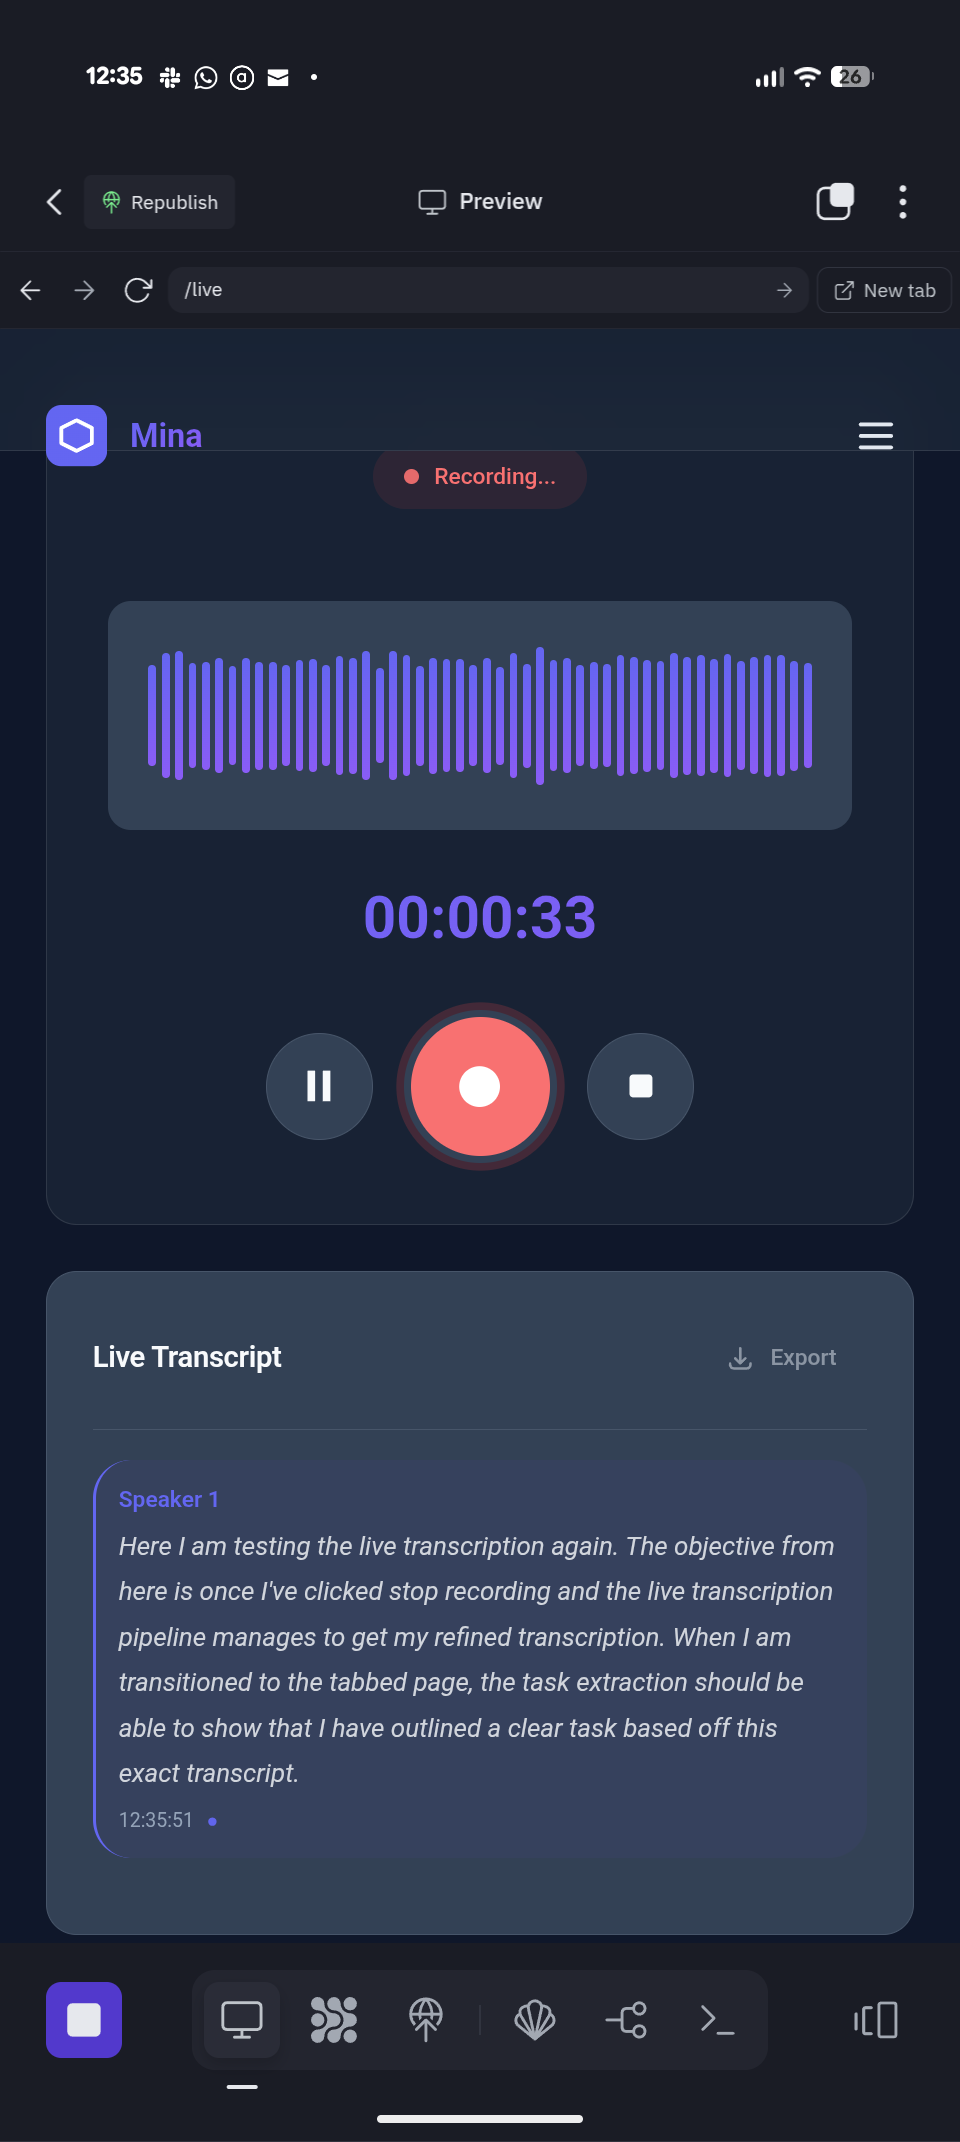 12:35
26
Republish
Preview
/live
New tab
Mina
Recording...
00:00:33
Live Transcript
Export
Speaker 1
Here I am testing the live transcription again. The objective from
here is once I've clicked stop recording and the live transcription
pipeline manages to get my refined transcription. When I am
transitioned to the tabbed page, the task extraction should be
able to show that I have outlined a clear task based off this
exact transcript.
12:35:51